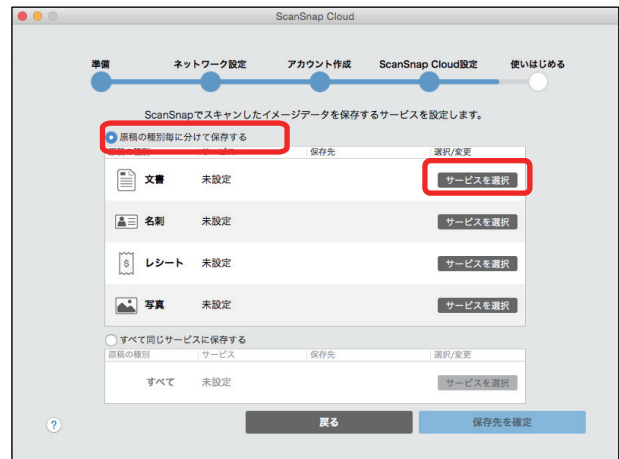 ScanSnap Cloud
準備 ネットワーク設定 アカウント作成 ScanSnap Cloud設定 使いはじめる
ScanSnapでスキャンしたイメージデータを保存するサービスを設定します。
原稿の種別毎に分けて保存する
原稿の種別 サービス 保存先 選択/変更
文書 未設定 サービスを選択
名刺 未設定 サービスを選択
$ レシート 未設定 サービスを選択
写真 未設定 サービスを選択
すべて同じサービスに保存する
原稿の種別 サービス 保存先 選択/変更
すべて 未設定 サービスを選択
? 戻る 保存先を確定